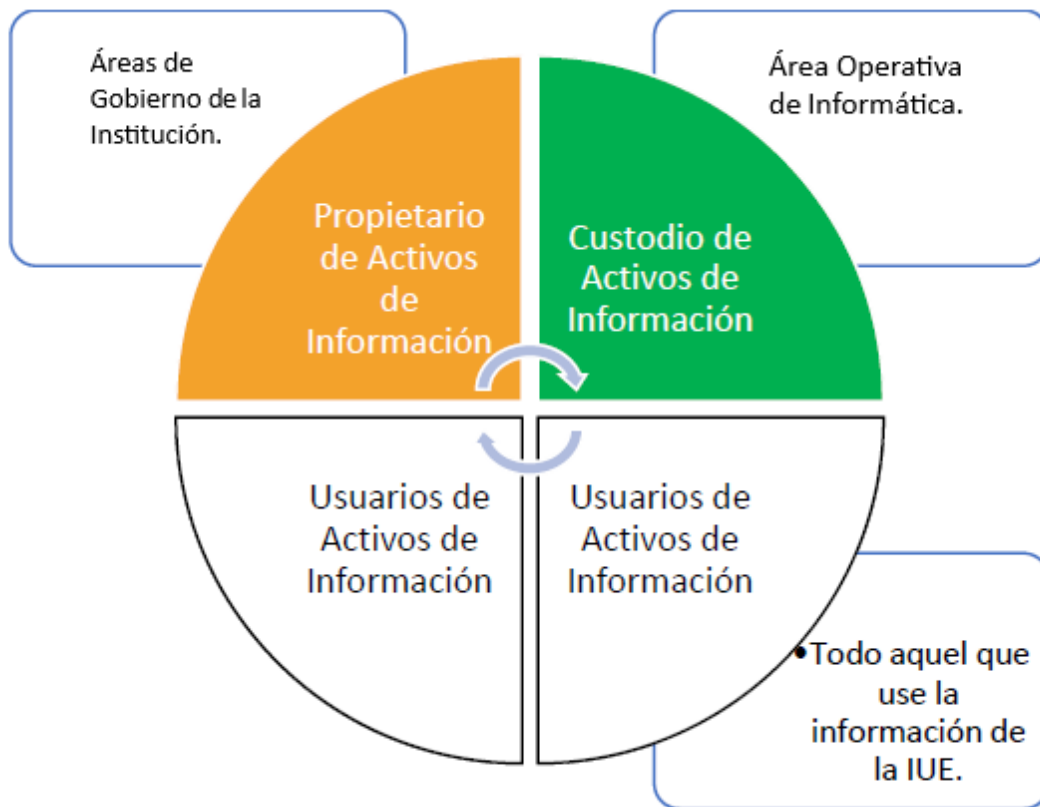 Áreas de
Gobierno de la
Institución.
Área Operativa
de Informática.
Propietario
de Activos
de
Información
Custodio de
Activos de
Información
Usuarios de
Activos de
Información
Usuarios de
Activos de
Información
•Todo aquel que
use la
información de
la IUE.